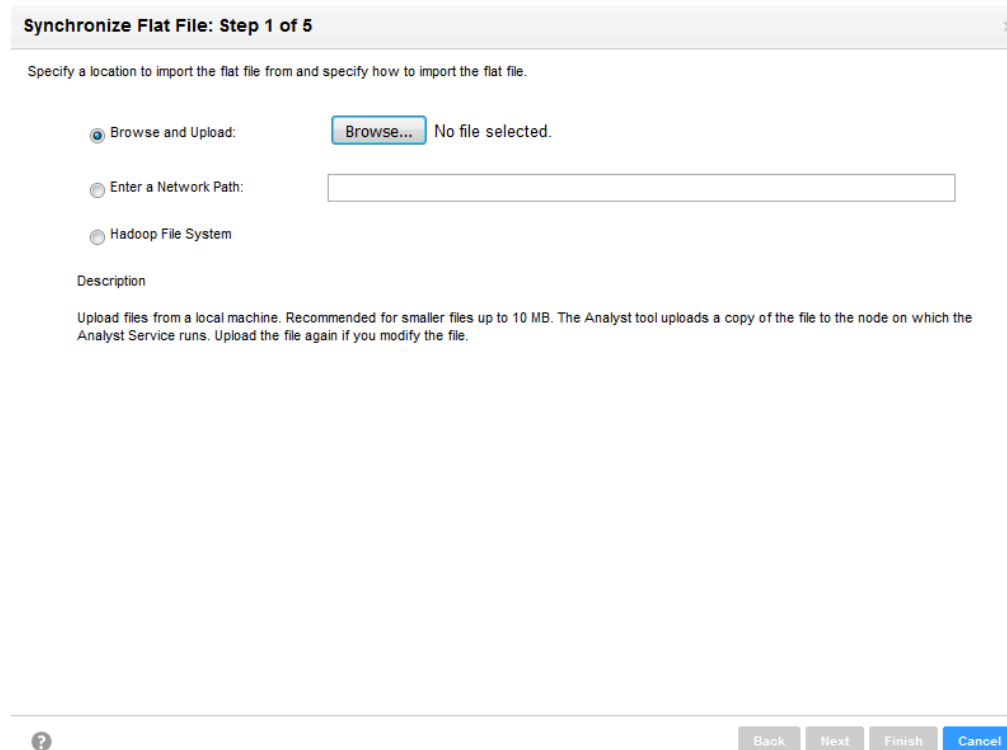 Synchronize Flat File: Step 1 of 5
Specify a location to import the flat file from and specify how to import the flat file.
Browse and Upload:
Browse... No file selected.
Enter a Network Path:
Hadoop File System
Description
Upload files from a local machine. Recommended for smaller files up to 10 MB. The Analyst tool uploads a copy of the file to the node on which the
Analyst Service runs. Upload the file again if you modify the file.
?
Back Next Finish Cancel